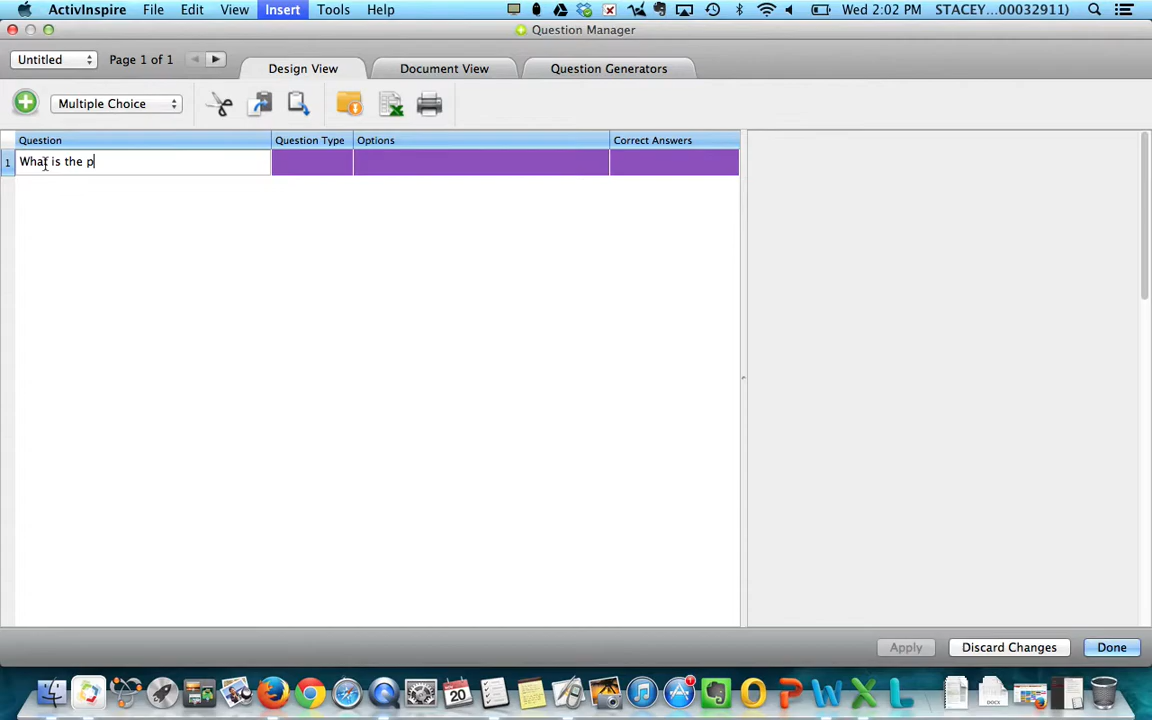 ActivInspire File Edit View Insert Tools Help Wed 2:02 PM STACEY...00032911)
Question Manager
Untitled Page 1 of 1 Design View Document View Question Generators
Multiple Choice
Question Question Type Options Correct Answers
1 What is the p
Apply Discard Changes Done
20 1